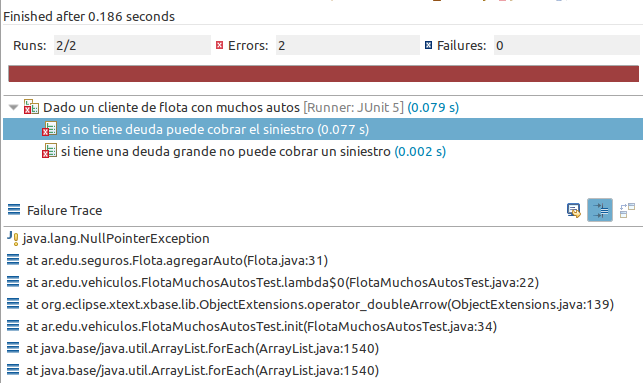 Finished after 0.186 seconds
Runs: 2/2 Errors: 2 Failures: 0
Dado un cliente de flota con muchos autos [Runner: JUnit 5] (0.079 s)
si no tiene deuda puede cobrar el siniestro (0.077 s)
si tiene una deuda grande no puede cobrar un siniestro (0.002 s)
Failure Trace
java.lang.NullPointerException
at ar.edu.seguros.Flota.agregarAuto(Flota.java:31)
at ar.edu.vehiculos.FlotaMuchosAutosTest.lambda$0(FlotaMuchosAutosTest.java:22)
at org.eclipse.xtext.xbase.lib.ObjectExtensions.operator_doubleArrow(ObjectExtensions.java:139)
at ar.edu.vehiculos.FlotaMuchosAutosTest.init(FlotaMuchosAutosTest.java:34)
at java.base/java.util.ArrayList.forEach(ArrayList.java:1540)
at java.base/java.util.ArrayList.forEach(ArrayList.java:1540)